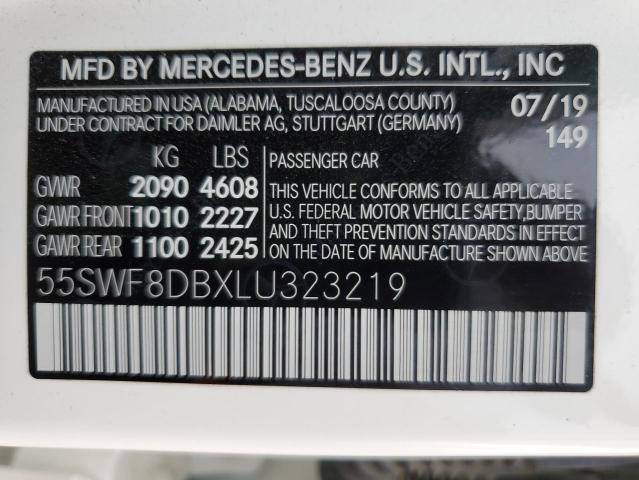 MFD BY MERCEDES-BENZ U.S. INTL., INC
MANUFACTURED IN USA (ALABAMA, TUSCALOOSA COUNTY) 07/19
UNDER CONTRACT FOR DAIMLER AG, STUTTGART (GERMANY) 149
KG LBS PASSENGER CAR
GVWR 2090 4608 THIS VEHICLE CONFORMS TO ALL APPLICABLE
GAWR FRONT 1010 2227 U.S. FEDERAL MOTOR VEHICLE SAFETY,BUMPER
GAWR REAR 1100 2425 AND THEFT PREVENTION STANDARDS IN EFFECT
ON THE DATE OF MANUFACTURE SHOWN ABOVE
55SWF8DBXLU323219